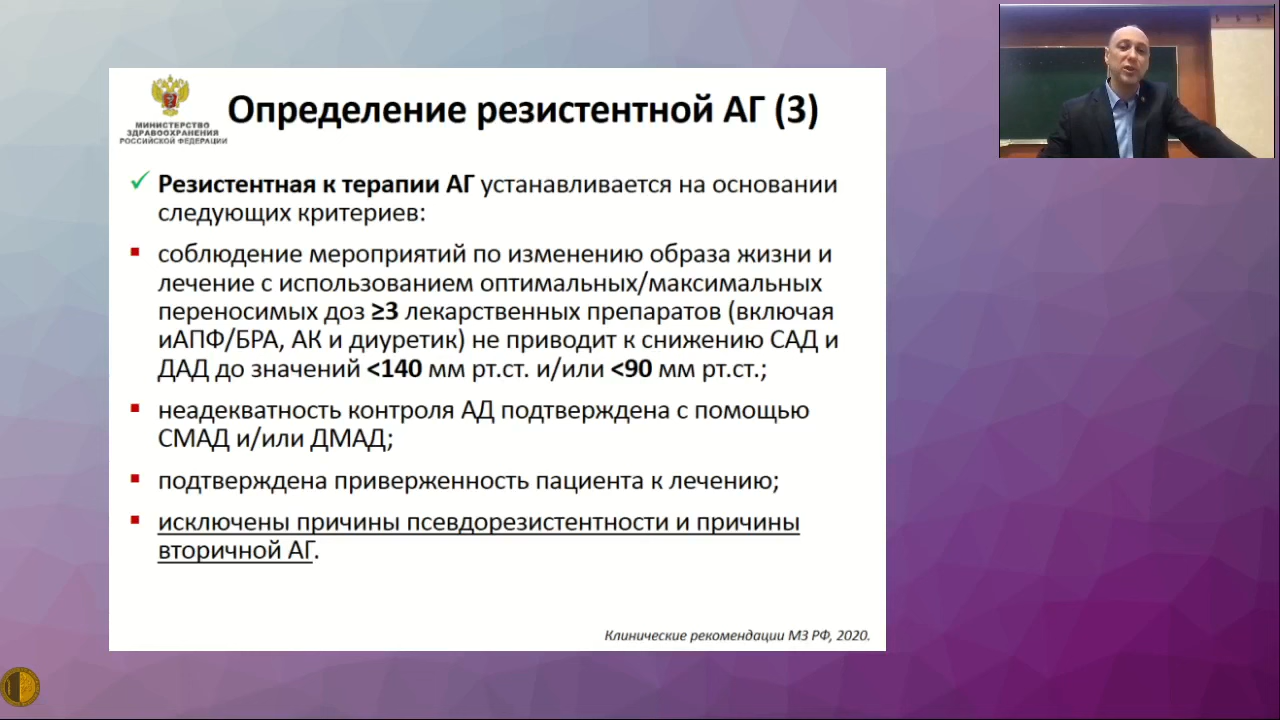 МИНИСТЕРСТВО
ЗДРАВООХРАНЕНИЯ
РОССИЙСКОЙ ФЕДЕРАЦИИ
Определение резистентной АГ (3)
Резистентная к терапии АГ устанавливается на основании
следующих критериев:
соблюдение мероприятий по изменению образа жизни и
лечение с использованием оптимальных/максимальных
переносимых доз ≥3 лекарственных препаратов (включая
иАПФ/БРА, АК и диуретик) не приводит к снижению САД и
ДАД до значений <140 мм рт.ст. и/или <90 мм рт.ст.;
неадекватность контроля АД подтверждена с помощью
СМАД и/или ДМАД;
подтверждена приверженность пациента к лечению;
исключены причины псевдорезистентности и причины
вторичной АГ.
Клинические рекомендации МЗ РФ, 2020.